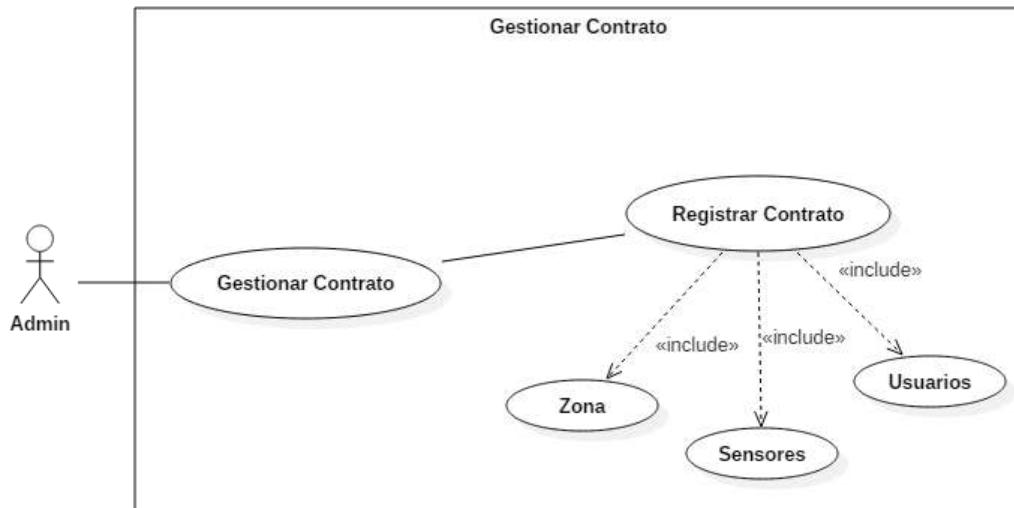 Gestionar Contrato
Registrar Contrato
Gestionar Contrato
Admin
«include»
«include»
«include»
Zona
Sensores
Usuarios